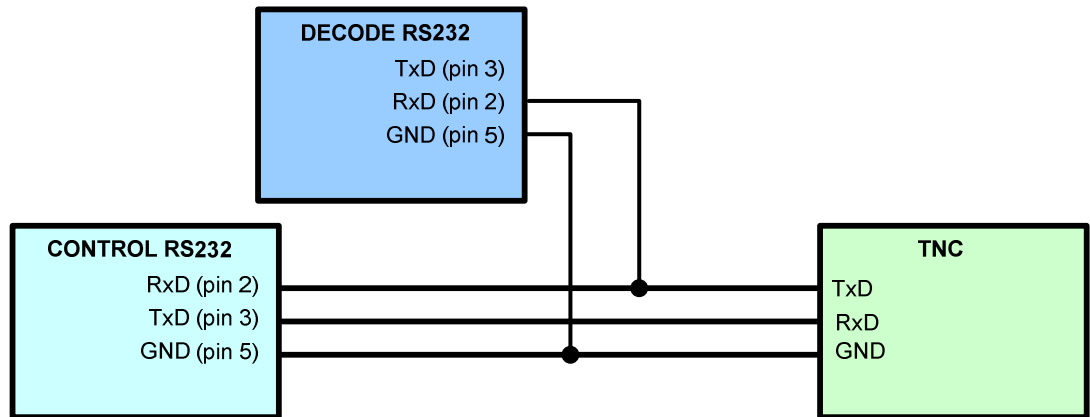 DECODE RS232
TxD (pin 3)
RxD (pin 2)
GND (pin 5)
CONTROL RS232
RxD (pin 2)
TxD (pin 3)
GND (pin 5)
TNC
TxD
RxD
GND